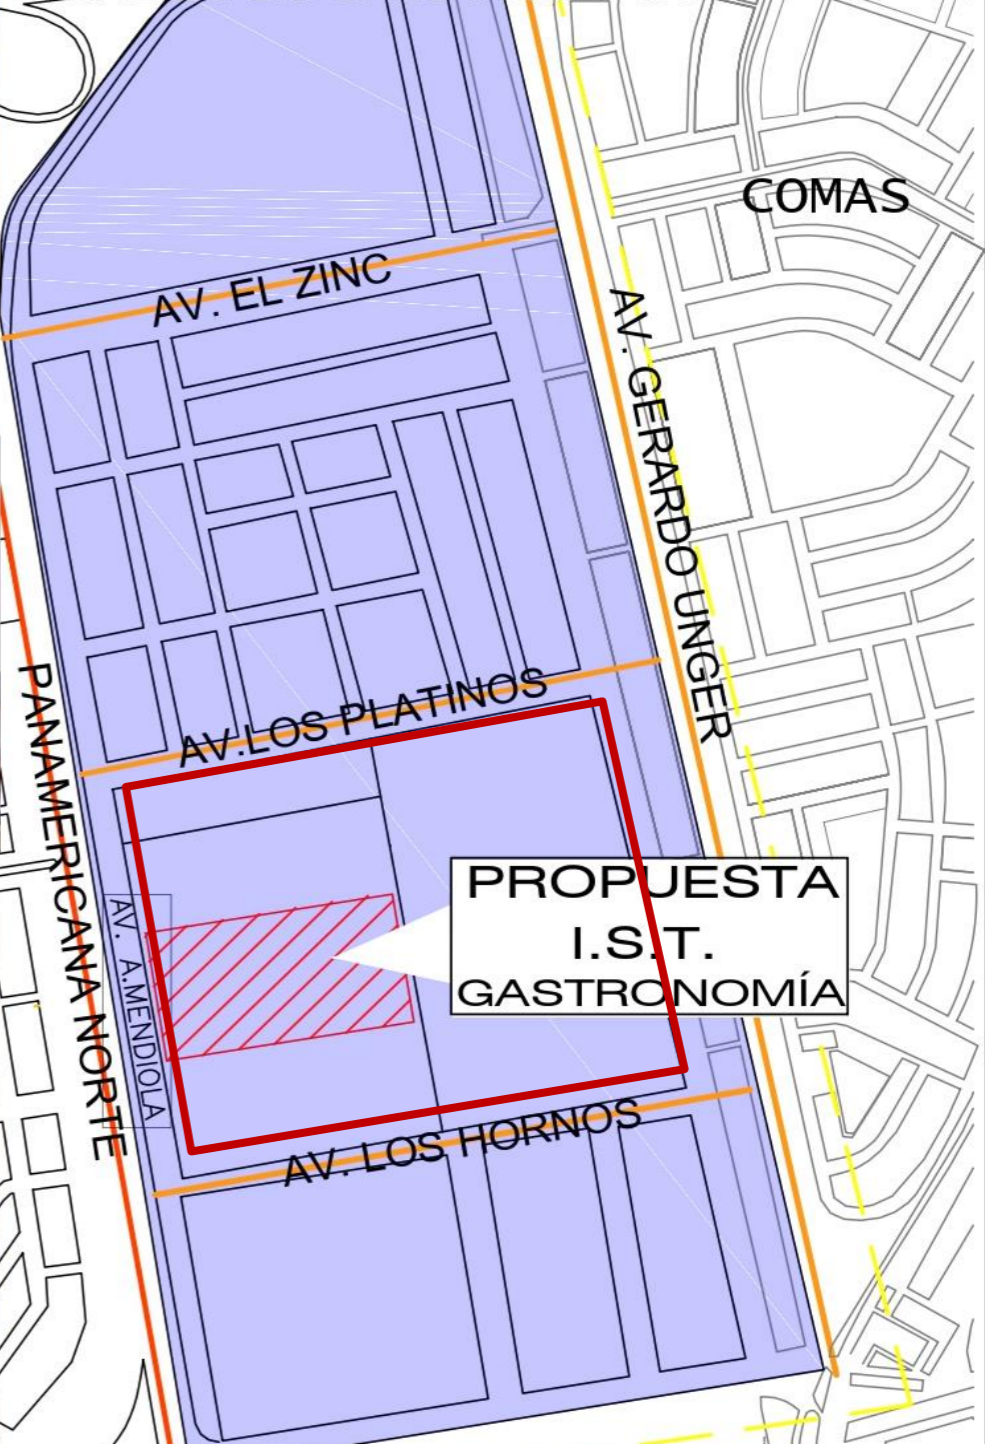 COMAS
AV. EL ZINC
AV. GERARDO UNGER
AV.LOS PLATINOS
PANAMERICANA NORTE
PROPUESTA
I.S.T.
GASTRONOMÍA
AV. A.MENDIOLA
AV. LOS HORNOS